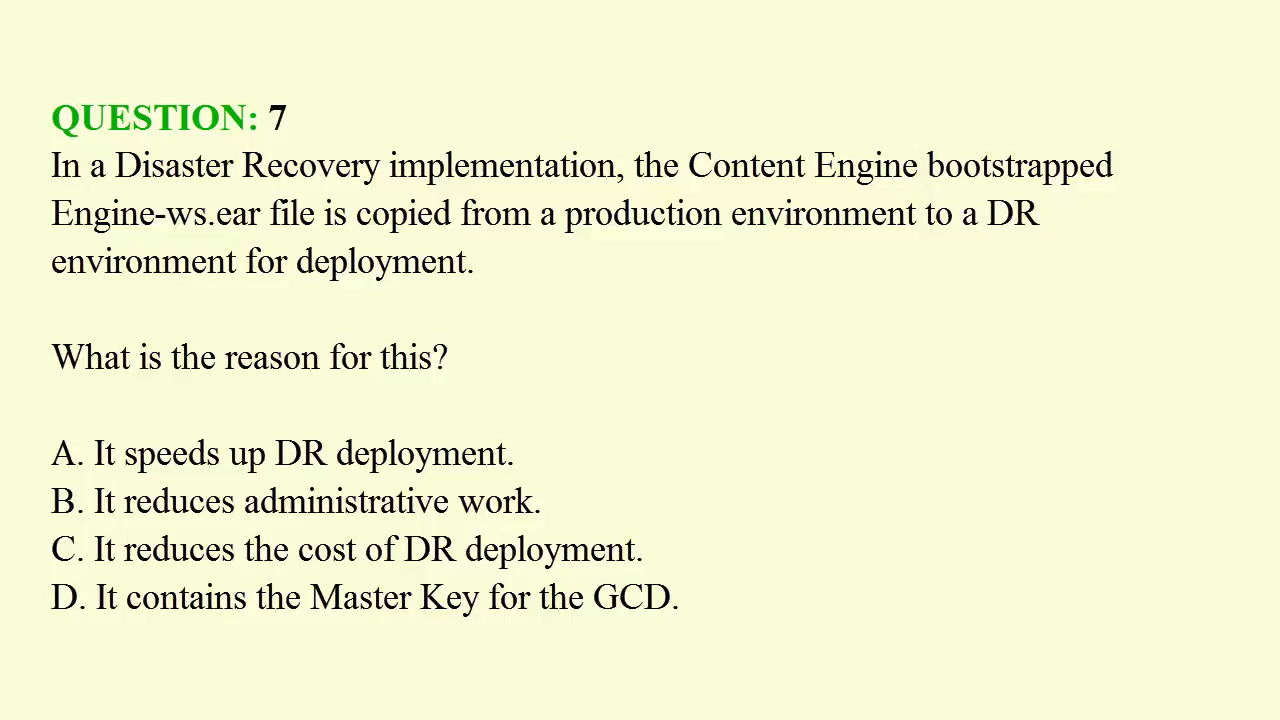 QUESTION: 7
In a Disaster Recovery implementation, the Content Engine bootstrapped
Engine-ws.ear file is copied from a production environment to a DR
environment for deployment.
What is the reason for this?
A. It speeds up DR deployment.
B. It reduces administrative work.
C. It reduces the cost of DR deployment.
D. It contains the Master Key for the GCD.